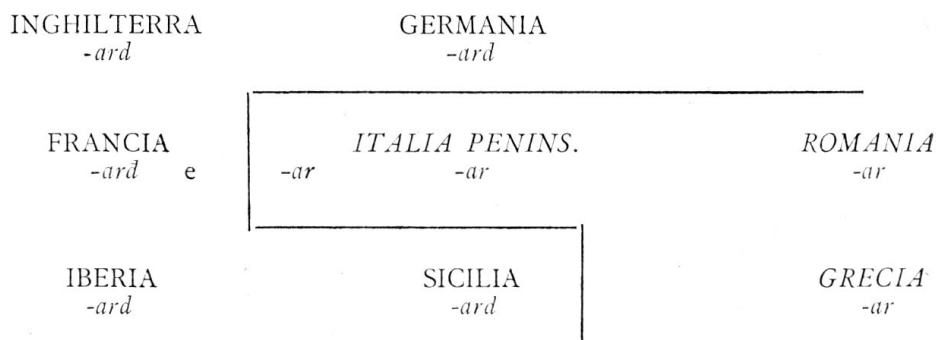 INGHILTERRA GERMANIA
-ard -ard
FRANCIA ITALIA PENINS. ROMANIA
-ard e -ar -ar -ar
IBERIA SICILIA GRECIA
-ard -ard -ar